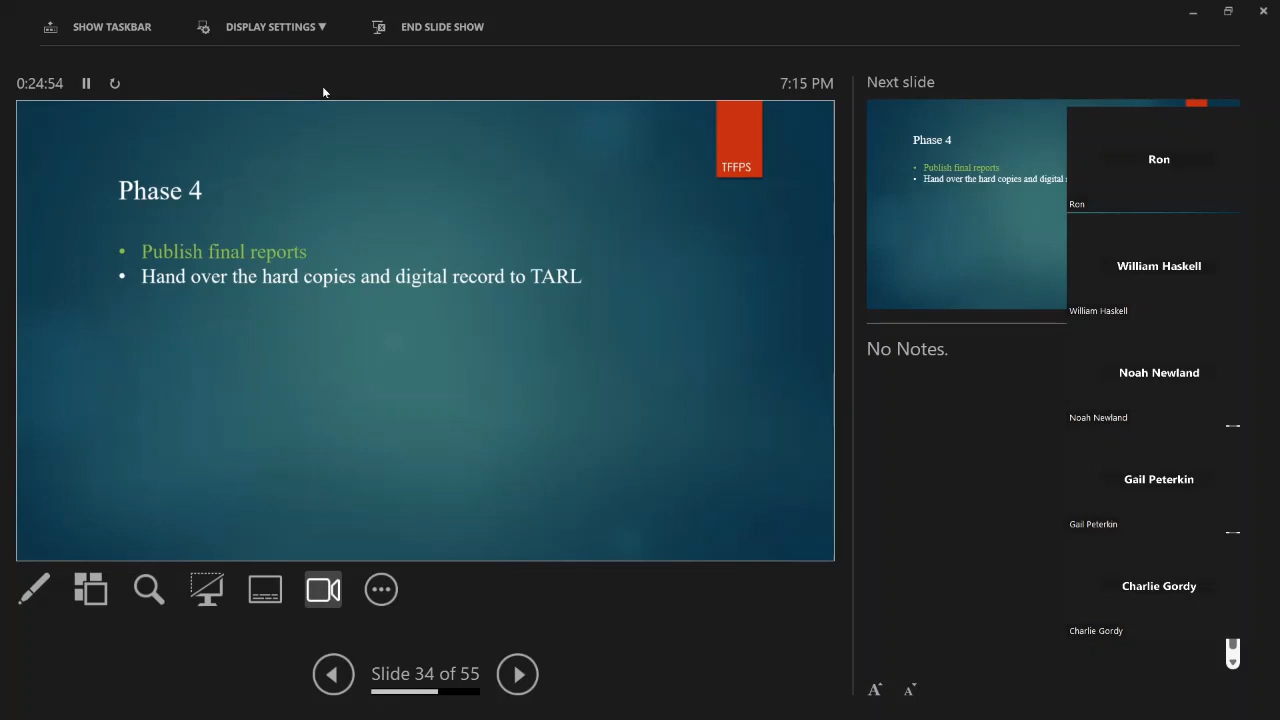 SHOW TASKBAR
DISPLAY SETTINGS ▼
END SLIDE SHOW
0:24:54
7:15 PM
TFFPS
Phase 4
• Publish final reports
• Hand over the hard copies and digital record to TARL
Slide 34 of 55
Next slide
Phase 4
• Publish final reports
• Hand over the hard copies and digital
No Notes.
A A
Ron
Ron
William Haskell
William Haskell
Noah Newland
Noah Newland
Gail Peterkin
Gail Peterkin
Charlie Gordy
Charlie Gordy